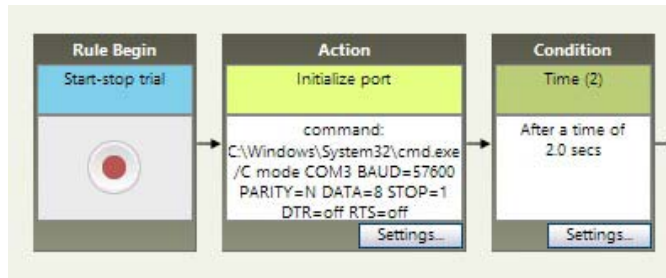 Rule Begin
Start-stop trial
Action
Initialize port
command:
C:\Windows\System32\cmd.exe
/C mode COM3 BAUD=57600
PARITY=N DATA=8 STOP=1
DTR=off RTS=off
Settings...
Condition
Time (2)
After a time of
2.0 secs
Settings...